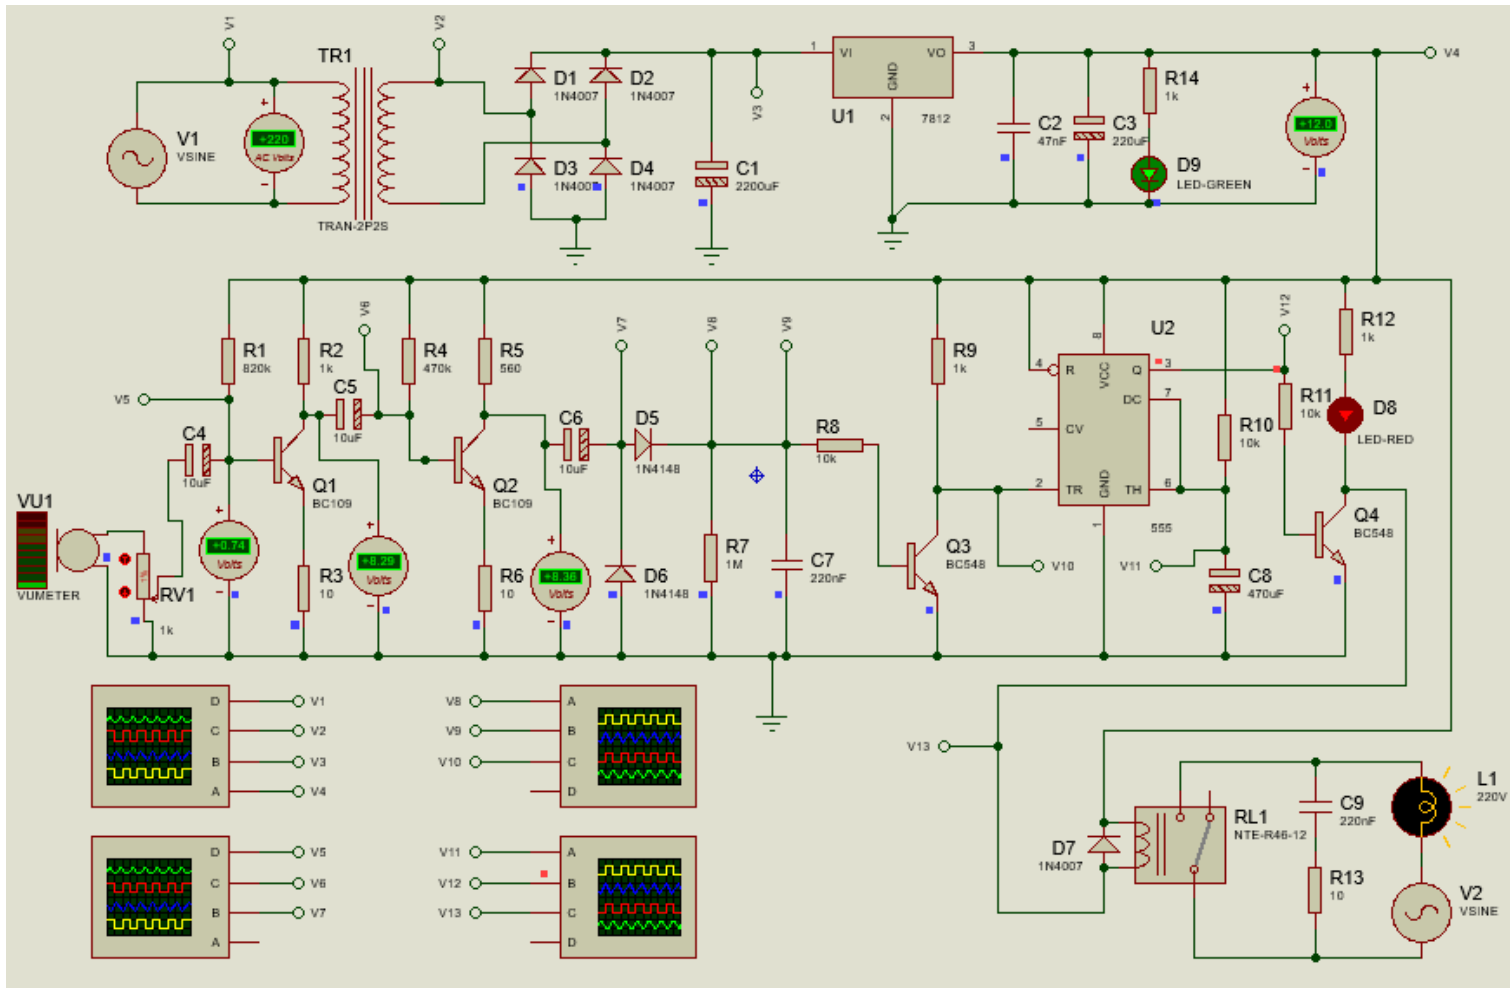 V1
V2
TR1
V1
VSINE
+220
AC Volts
TRAN-2P2S
D1
1N4007
D2
1N4007
D3
1N4007
D4
1N4007
C1
2200uF
V3
1
VI
VO
3
GND
2
U1
7812
C2
47nF
C3
220uF
R14
1k
D9
LED-GREEN
+12.0
Volts
V4
V5
R1
820k
R2
1k
V6
C5
10uF
R4
470k
R5
560
C4
10uF
Q1
BC109
Q2
BC109
C6
10uF
V7
D5
1N4148
V8
V9
R8
10k
R9
1k
U2
4
R
8
VCC
Q
3
DC
7
5
CV
2
TR
GND
1
TH
6
555
V12
R11
10k
R10
10k
R12
1k
D8
LED-RED
Q4
BC548
VU1
VUMETER
RV1
1k
+0.74
Volts
R3
10
+8.29
Volts
R6
10
+8.36
Volts
D6
1N4148
R7
1M
C7
220nF
Q3
BC548
V10
V11
C8
470uF
D
V1
C
V2
B
V3
A
V4
V8
A
V9
B
V10
C
D
D
V5
C
V6
B
V7
A
V11
A
V12
B
V13
C
D
V13
D7
1N4007
RL1
NTE-R46-12
C9
220nF
R13
10
L1
220V
V2
VSINE